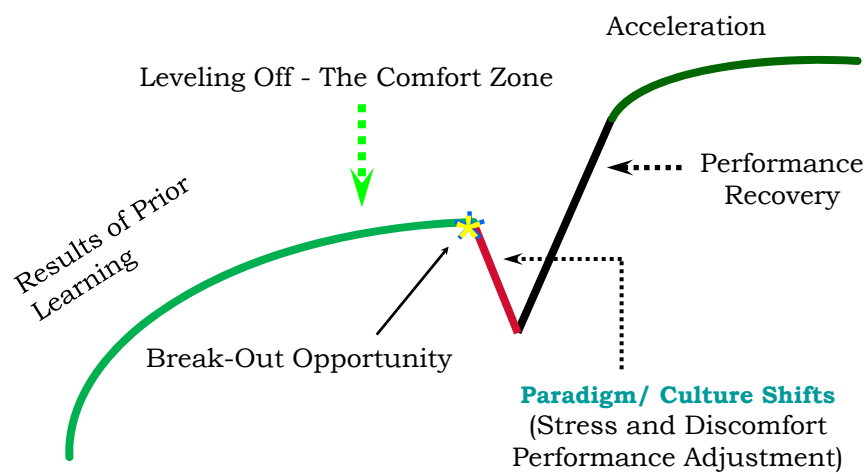 Acceleration
Leveling Off - The Comfort Zone
Performance
Recovery
Results of Prior
Learning
Break-Out Opportunity
Paradigm/ Culture Shifts
(Stress and Discomfort
Performance Adjustment)